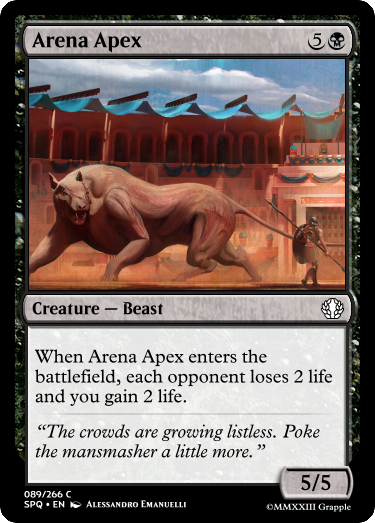 Arena Apex 5
Creature — Beast
When Arena Apex enters the
battlefield, each opponent loses 2 life
and you gain 2 life.
“The crowds are growing listless. Poke
the mansmasher a little more.”
5/5
089/266 C
SPQ • EN Alessandro Emanuelli
©MMXXIII Grapple